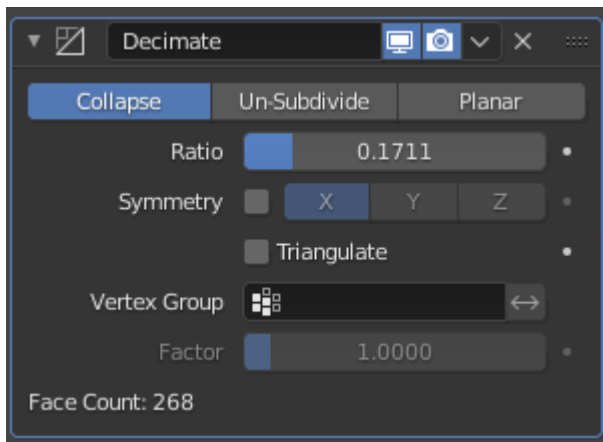 Decimate
Collapse Un-Subdivide Planar
Ratio 0.1711
Symmetry X Y Z
Triangulate
Vertex Group
Factor 1.0000
Face Count: 268